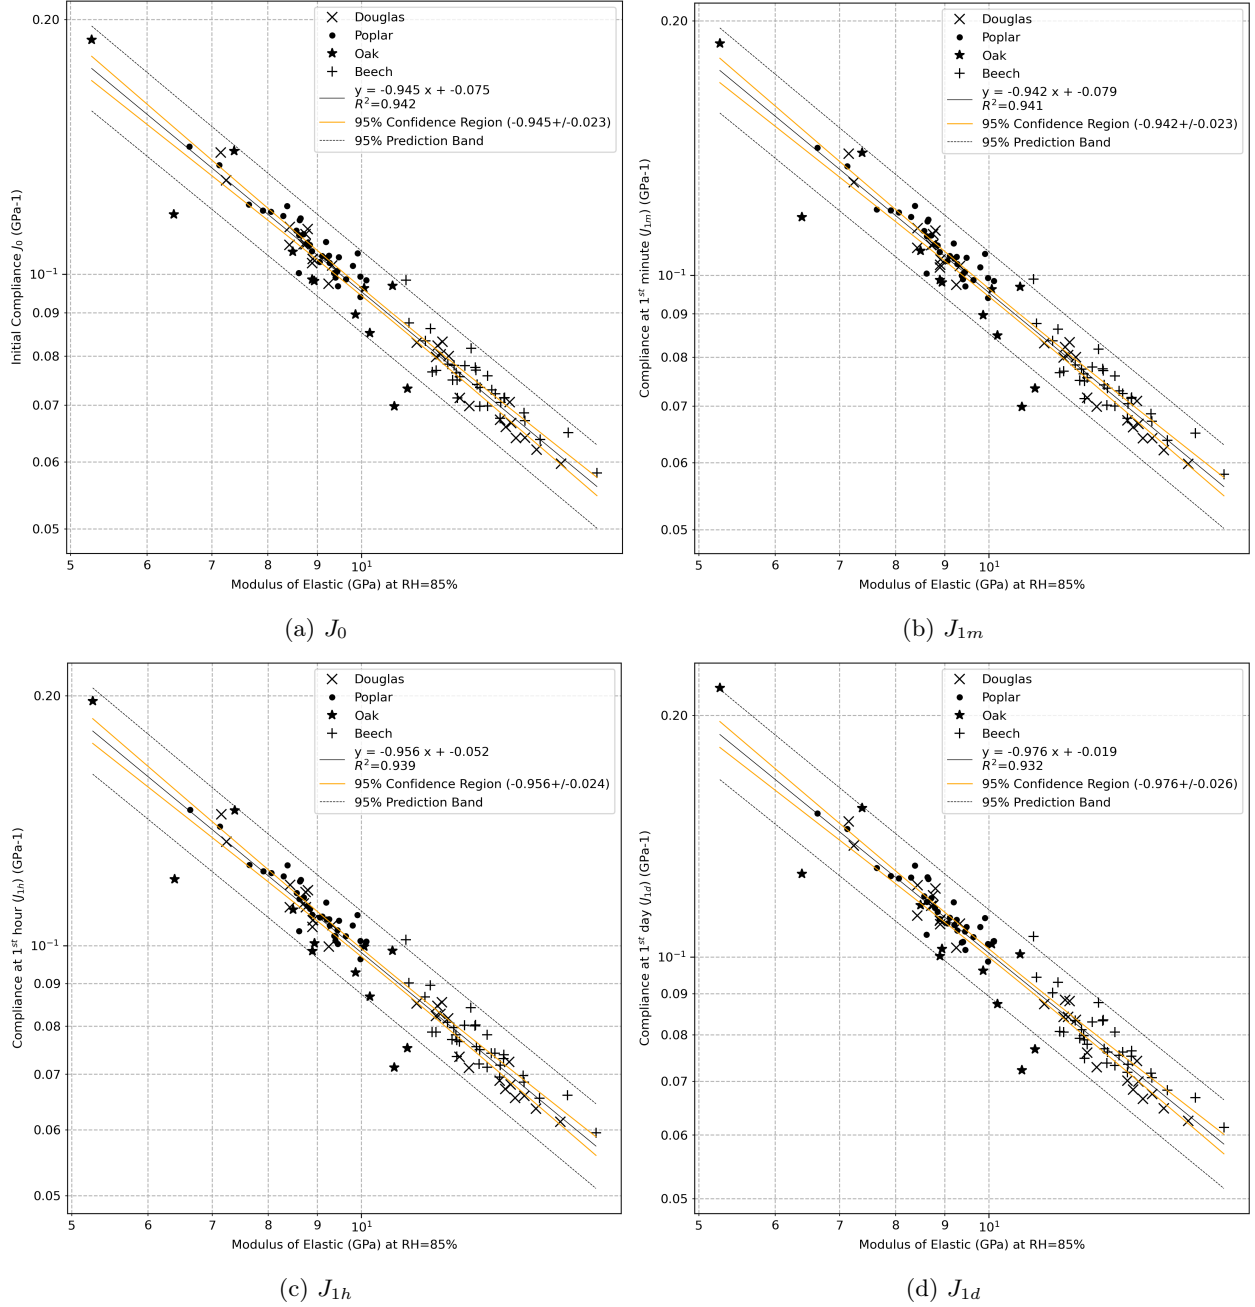 0.20
10⁻¹
0.09
0.08
0.07
0.06
0.05
Initial Compliance J₀ (GPa-1)
Douglas
Poplar
Oak
Beech
y = -0.945 x + -0.075
R²=0.942
95% Confidence Region (-0.945+/-0.023)
95% Prediction Band
5 6 7 8 9 10¹
Modulus of Elastic (GPa) at RH=85%
(a) J₀
0.20
10⁻¹
0.09
0.08
0.07
0.06
0.05
Compliance at 1ˢᵗ minute (J₁ₘ) (GPa-1)
Douglas
Poplar
Oak
Beech
y = -0.942 x + -0.079
R²=0.941
95% Confidence Region (-0.942+/-0.023)
95% Prediction Band
5 6 7 8 9 10¹
Modulus of Elastic (GPa) at RH=85%
(b) J₁ₘ
0.20
10⁻¹
0.09
0.08
0.07
0.06
0.05
Compliance at 1ˢᵗ hour (J₁ₕ) (GPa-1)
Douglas
Poplar
Oak
Beech
y = -0.956 x + -0.052
R²=0.939
95% Confidence Region (-0.956+/-0.024)
95% Prediction Band
5 6 7 8 9 10¹
Modulus of Elastic (GPa) at RH=85%
(c) J₁ₕ
0.20
10⁻¹
0.09
0.08
0.07
0.06
0.05
Compliance at 1ˢᵗ day (J_{1d}) (GPa-1)
Douglas
Poplar
Oak
Beech
y = -0.976 x + -0.019
R²=0.932
95% Confidence Region (-0.976+/-0.026)
95% Prediction Band
5 6 7 8 9 10¹
Modulus of Elastic (GPa) at RH=85%
(d) J_{1d}